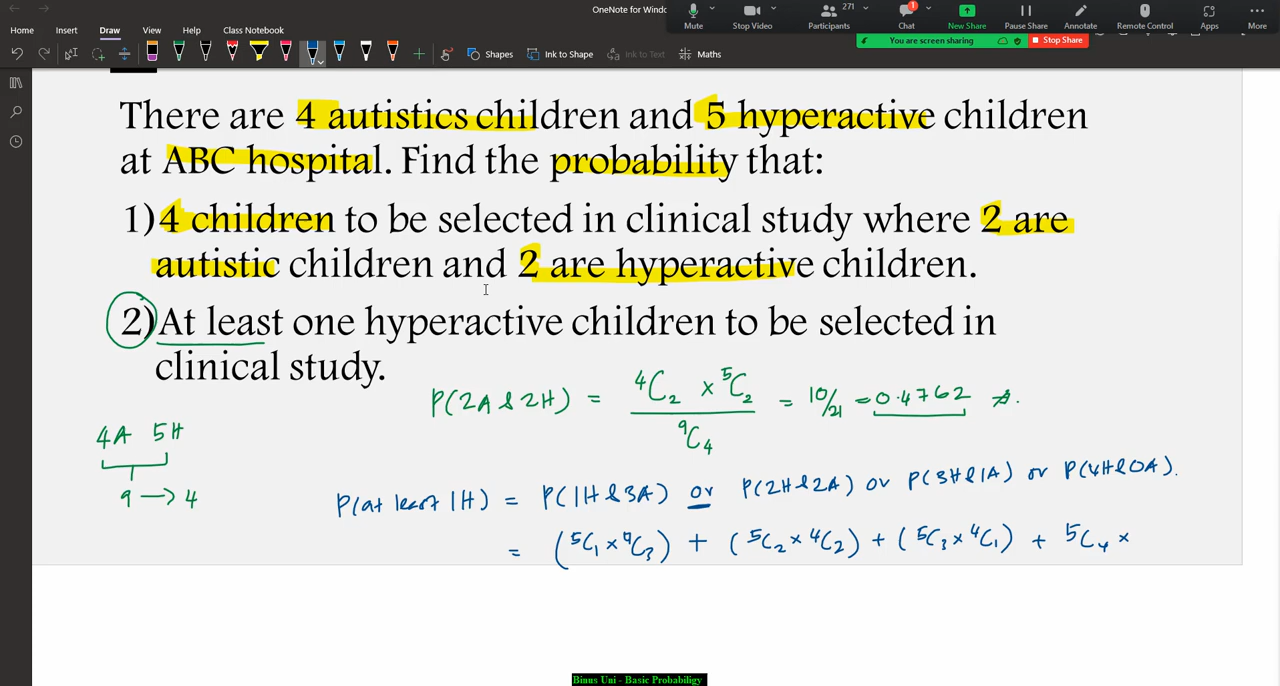 OneNote for Windo
Mute
Stop Video
271
Participants
1
Chat
New Share
Pause Share
Annotate
Remote Control
Apps
More
You are screen sharing
Stop Share
Home Insert Draw View Help Class Notebook
Shapes Ink to Shape Ink to Text Maths
There are 4 autistics children and 5 hyperactive children
at ABC hospital. Find the probability that:
1) 4 children to be selected in clinical study where 2 are
autistic children and 2 are hyperactive children.
2) At least one hyperactive children to be selected in
clinical study.
P(2A & 2H) = ⁴C₂ × ⁵C₂ / ⁹C₄ = 10/21 = 0.4762
4A 5H
9 → 4
P(at least 1H) = P(1H & 3A) or P(2H & 2A) or P(3H & 1A) or P(4H & 0A).
= (⁵C₁ × ⁴C₃) + (⁵C₂ × ⁴C₂) + (⁵C₃ × ⁴C₁) + ⁵C₄ ×
Binus Uni - Basic Probabiligy